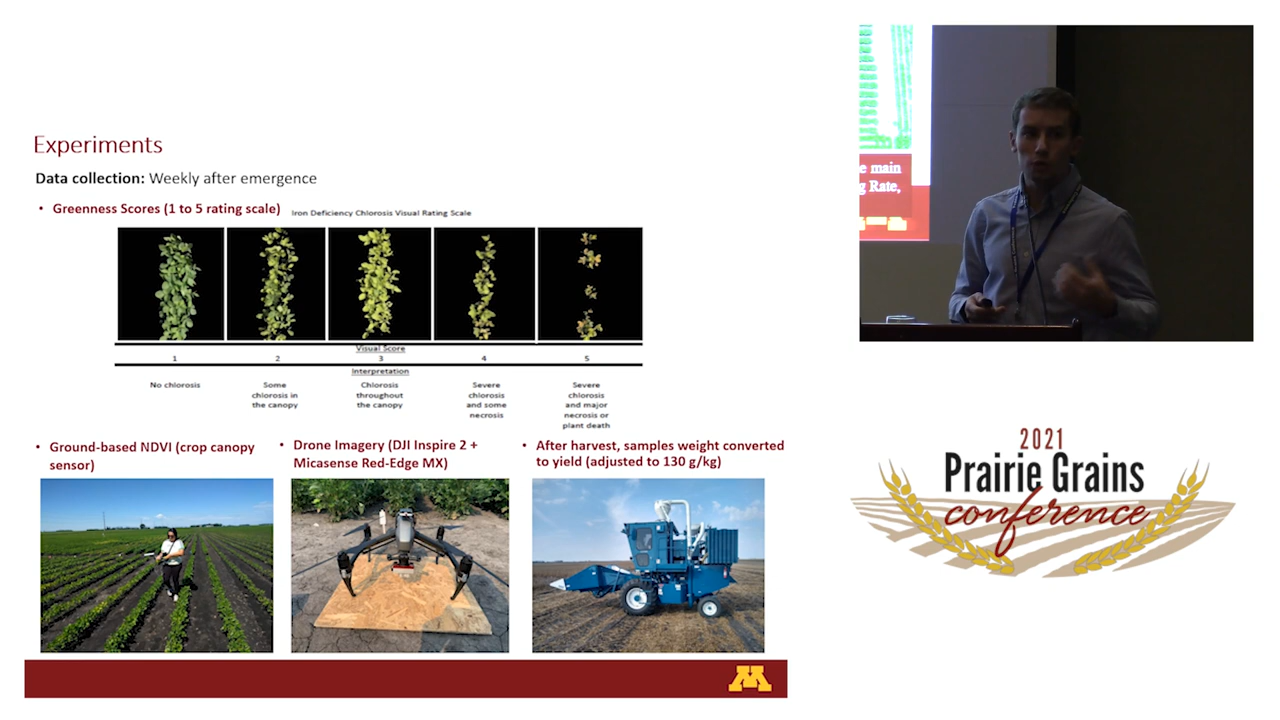 Experiments
Data collection: Weekly after emergence
• Greenness Scores (1 to 5 rating scale)
Iron Deficiency Chlorosis Visual Rating Scale
Visual Score
1 2 3 4 5
Interpretation
No chlorosis
Some
chlorosis in
the canopy
Chlorosis
throughout
the canopy
Severe
chlorosis
and some
necrosis
Severe
chlorosis
and major
necrosis or
plant death
• Ground-based NDVI (crop canopy
sensor)
• Drone Imagery (DJI Inspire 2 +
Micasense Red-Edge MX)
• After harvest, samples weight converted
to yield (adjusted to 130 g/kg)
M
e main
g Rate,
2021
Prairie Grains
conference